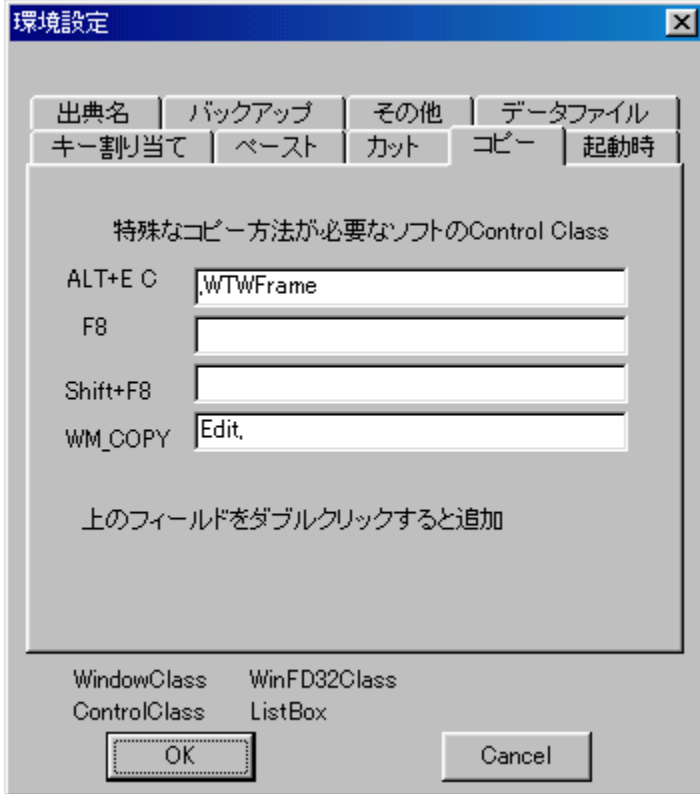 環境設定
出典名 バックアップ その他 データファイル
キー割り当て ペースト カット コピー 起動時
特殊なコピー方法が必要なソフトのControl Class
ALT+E C ,WTWFrame
F8
Shift+F8
WM_COPY Edit,
上のフィールドをダブルクリックすると追加
WindowClass WinFD32Class
ControlClass ListBox
OK Cancel